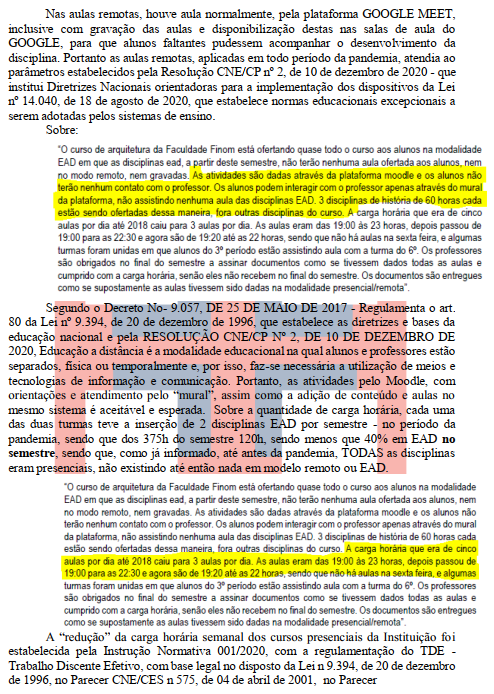 Nas aulas remotas, houve aula normalmente, pela plataforma GOOGLE MEET,
inclusive com gravação das aulas e disponibilização destas nas salas de aula do
GOOGLE, para que alunos faltantes pudessem acompanhar o desenvolvimento da
disciplina. Portanto as aulas remotas, aplicadas em todo período da pandemia, atendia ao
parâmetros estabelecidos pela Resolução CNE/CP nº 2, de 10 de dezembro de 2020 - que
institui Diretrizes Nacionais orientadoras para a implementação dos dispositivos da Lei
nº 14.040, de 18 de agosto de 2020, que estabelece normas educacionais excepcionais a
serem adotadas pelos sistemas de ensino.
Sobre:
"O curso de arquitetura da Faculdade Finom está ofertando quase todo o curso aos alunos na modalidade
EAD em que as disciplinas ead, a partir deste semestre, não terão nenhuma aula ofertada aos alunos, nem
no modo remoto, nem gravadas. As atividades são dadas através da plataforma moodle e os alunos não
terão nenhum contato com o professor. Os alunos podem interagir com o professor apenas através do mural
da plataforma, não assistindo nenhuma aula das disciplinas EAD. 3 disciplinas de história de 60 horas cada
estão sendo ofertadas dessa maneira, fora outras disciplinas do curso. A carga horária que era de cinco
aulas por dia até 2018 caiu para 3 aulas por dia. As aulas eram das 19:00 às 23 horas, depois passou de
19:00 para as 22:30 e agora são de 19:20 até as 22 horas, sendo que não há aulas na sexta feira, e algumas
turmas foram unidas em que alunos do 3º período estão assistindo aula com a turma do 6º. Os professores
são obrigados no final do semestre a assinar documentos como se tivessem dados todas as aulas e
cumprido com a carga horária, senão eles não recebem no final do semestre. Os documentos são entregues
como se supostamente as aulas tivessem sido dadas na modalidade presencial/remota".
Segundo o Decreto No- 9.057, DE 25 DE MAIO DE 2017 - Regulamenta o art.
80 da Lei nº 9.394, de 20 de dezembro de 1996, que estabelece as diretrizes e bases da
educação nacional e pela RESOLUÇÃO CNE/CP Nº 2, DE 10 DE DEZEMBRO DE
2020, Educação a distância é a modalidade educacional na qual alunos e professores estão
separados, física ou temporalmente e, por isso, faz-se necessária a utilização de meios e
tecnologias de informação e comunicação. Portanto, as atividades pelo Moodle, com
orientações e atendimento pelo “mural”, assim como a adição de conteúdo e aulas no
mesmo sistema é aceitável e esperada. Sobre a quantidade de carga horária, cada uma
das duas turmas teve a inserção de 2 disciplinas EAD por semestre - no período da
pandemia, sendo que dos 375h do semestre 120h, sendo menos que 40% em EAD no
semestre, sendo que, como já informado, até antes da pandemia, TODAS as disciplinas
eram presenciais, não existindo até então nada em modelo remoto ou EAD.
"O curso de arquitetura da Faculdade Finom está ofertando quase todo o curso aos alunos na modalidade
EAD em que as disciplinas ead, a partir deste semestre, não terão nenhuma aula ofertada aos alunos, nem
no modo remoto, nem gravadas. As atividades são dadas através da plataforma moodle e os alunos não
terão nenhum contato com o professor. Os alunos podem interagir com o professor apenas através do mural
da plataforma, não assistindo nenhuma aula das disciplinas EAD. 3 disciplinas de história de 60 horas cada
estão sendo ofertadas dessa maneira, fora outras disciplinas do curso. A carga horária que era de cinco
aulas por dia até 2018 caiu para 3 aulas por dia. As aulas eram das 19:00 às 23 horas, depois passou de
19:00 para as 22:30 e agora são de 19:20 até as 22 horas, sendo que não há aulas na sexta feira, e algumas
turmas foram unidas em que alunos do 3º período estão assistindo aula com a turma do 6º. Os professores
são obrigados no final do semestre a assinar documentos como se tivessem dados todas as aulas e
cumprido com a carga horária, senão eles não recebem no final do semestre. Os documentos são entregues
como se supostamente as aulas tivessem sido dadas na modalidade presencial/remota".
A “redução” da carga horária semanal dos cursos presenciais da Instituição foi
estabelecida pela Instrução Normativa 001/2020, com a regulamentação do TDE -
Trabalho Discente Efetivo, com base legal no disposto da Lei n 9.394, de 20 de dezembro
de 1996, no Parecer CNE/CES n 575, de 04 de abril de 2001, no Parecer